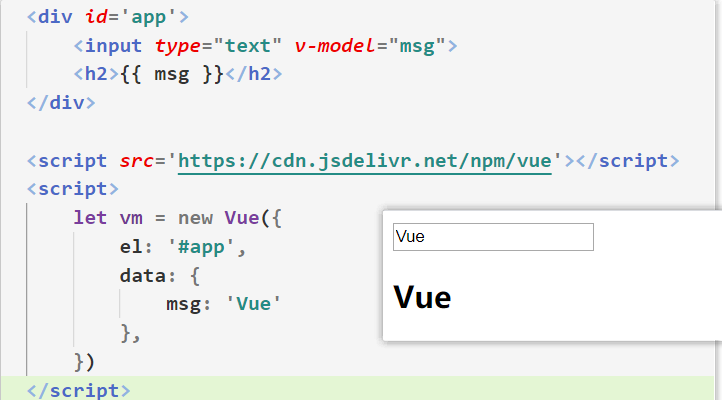 <div id='app'>
    <input type="text" v-model="msg">
    <h2>{{ msg }}</h2>
</div>
<script src='https://cdn.jsdelivr.net/npm/vue'></script>
<script>
    let vm = new Vue({
        el: '#app',
        data: {
            msg: 'Vue'
        },
    })
</script>
Vue
Vue